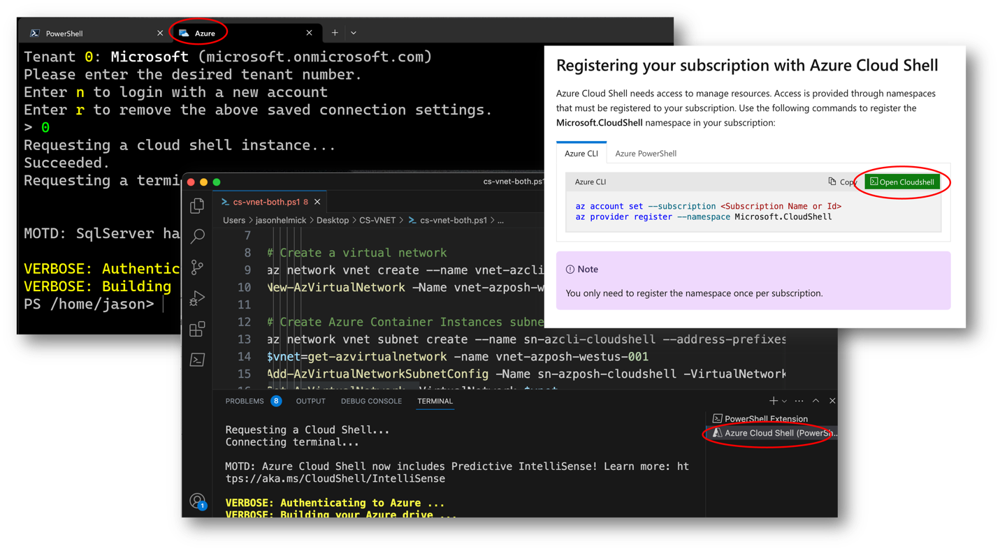 PowerShell
Azure
Tenant 0: Microsoft (microsoft.onmicrosoft.com)
Please enter the desired tenant number.
Enter n to login with a new account
Enter r to remove the above saved connection settings.
> 0
Requesting a cloud shell instance...
Succeeded.
Requesting a termi
MOTD: SqlServer ha
VERBOSE: Authentic
VERBOSE: Building
PS /home/jason>
Registering your subscription with Azure Cloud Shell
Azure Cloud Shell needs access to manage resources. Access is provided through namespaces
that must be registered to your subscription. Use the following commands to register the
Microsoft.CloudShell namespace in your subscription:
Azure CLI Azure PowerShell
Azure CLI Copy Open Cloudshell
az account set --subscription <Subscription Name or Id>
az provider register --namespace Microsoft.CloudShell
Note
You only need to register the namespace once per subscription.
cs-vnet-both.ps1
cs-vnet-both.ps1 8
Users > jasonhelmick > Desktop > CS-VNET > cs-vnet-both.ps1 > ...
7
8 # Create a virtual network
9 az network vnet create --name vnet-azcli
10 New-AzVirtualNetwork -Name vnet-azposh-w
11
12 # Create Azure Container Instances subne
13 az network vnet subnet create --name sn-azcli-cloudshell --address-prefixes
14 $vnet=get-azvirtualnetwork -name vnet-azposh-westus-001
15 Add-AzVirtualNetworkSubnetConfig -Name sn-azposh-cloudshell -VirtualNetwork
16 Set-AzVirtualNetwork -VirtualNetwork $vnet
PROBLEMS 8 OUTPUT DEBUG CONSOLE TERMINAL
Requesting a Cloud Shell...
Connecting terminal...
MOTD: Azure Cloud Shell now includes Predictive IntelliSense! Learn more: ht
tps://aka.ms/CloudShell/IntelliSense
VERBOSE: Authenticating to Azure ...
VERBOSE: Building your Azure drive ...
PowerShell Extension
Azure Cloud Shell (PowerSh...
1